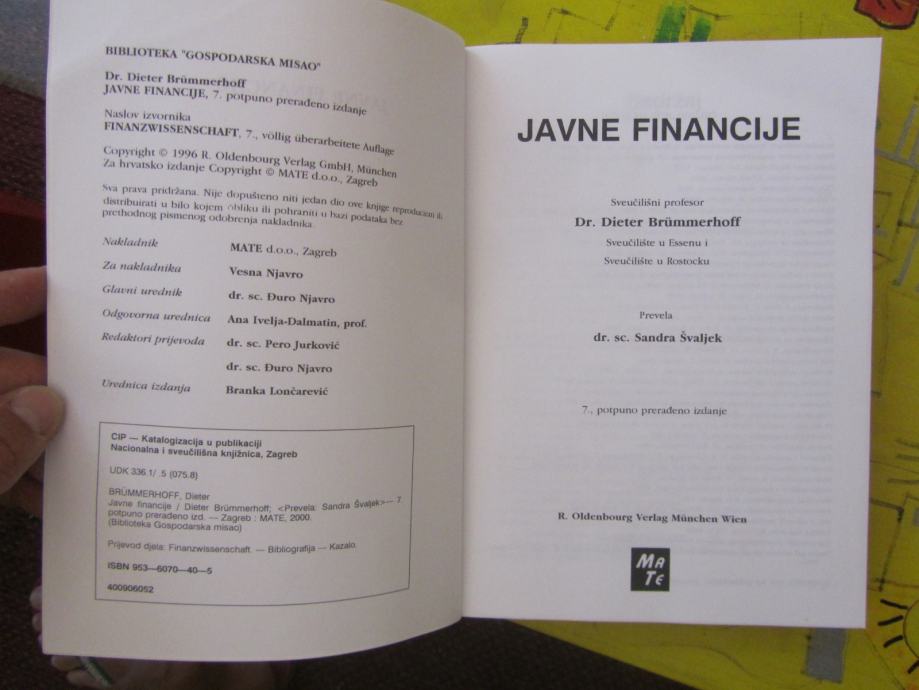 BIBLIOTEKA "GOSPODARSKA MISAO"
Dr. Dieter Brümmerhoff
JAVNE FINANCIJE, 7. potpuno prerađeno izdanje
Naslov izvornika
FINANZWISSENSCHAFT, 7., völlig überarbeitete Auflage
Copyright © 1996 R. Oldenbourg Verlag GmbH, München
Za hrvatsko izdanje Copyright © MATE d.o.o., Zagreb
Sva prava pridržana. Nije dopušteno niti jedan dio ove knjige reproducirati ili
distribuirati u bilo kojem obliku ili pohraniti u bazi podataka bez
prethodnog pismenog odobrenja nakladnika.
Nakladnik MATE d.o.o., Zagreb
Za nakladnika Vesna Njavro
Glavni urednik dr. sc. Đuro Njavro
Odgovorna urednica Ana Ivelja-Dalmatin, prof.
Redaktori prijevoda dr. sc. Pero Jurković
dr. sc. Đuro Njavro
Urednica izdanja Branka Lončarević
CIP — Katalogizacija u publikaciji
Nacionalna i sveučilišna knjižnica, Zagreb
UDK 336.1/ .5 (075.8)
BRÜMMERHOFF, Dieter
Javne financije / Dieter Brümmerhoff; <Prevela: Sandra Švaljek>— 7.
potpuno prerađeno izd. — Zagreb : MATE, 2000.
(Biblioteka Gospodarska misao)
Prijevod djela: Finanzwissenschaft. — Bibliografija — Kazalo.
ISBN 953—6070—40—5
400906052
JAVNE FINANCIJE
Sveučilišni profesor
Dr. Dieter Brümmerhoff
Sveučilište u Essenu i
Sveučilište u Rostocku
Prevela
dr. sc. Sandra Švaljek
7., potpuno prerađeno izdanje
R. Oldenbourg Verlag München Wien
MA
TE